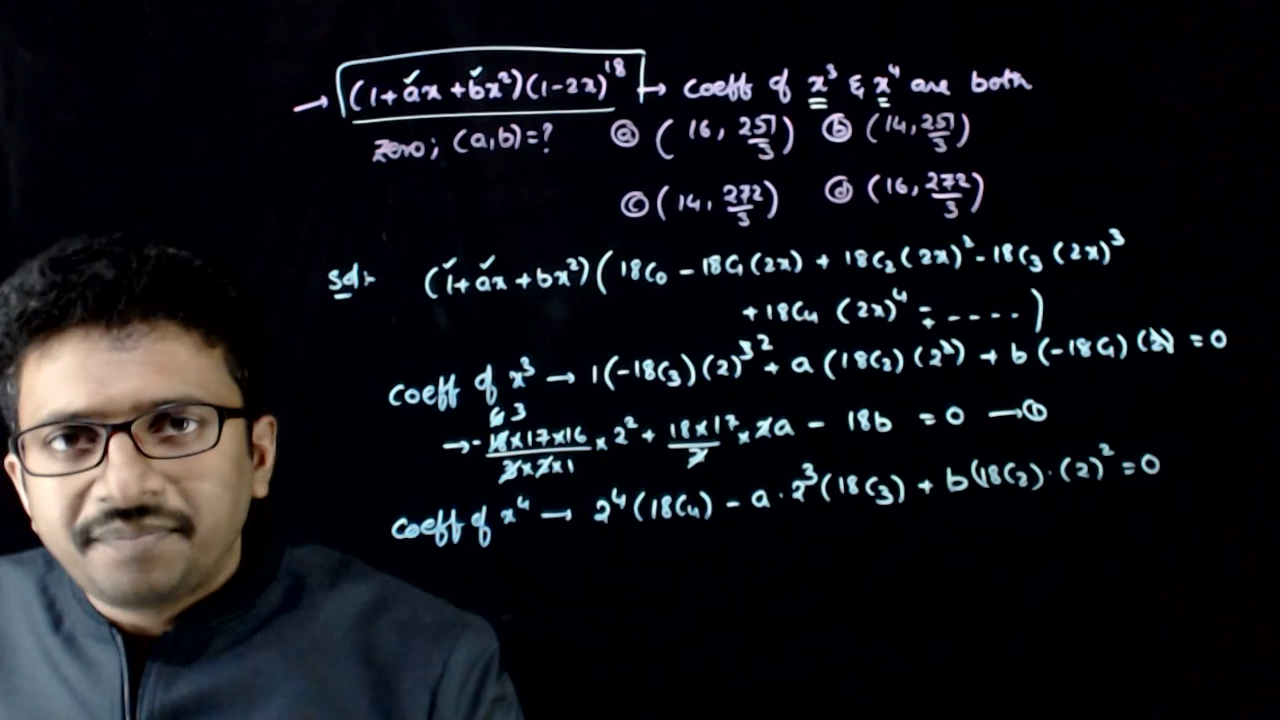 → (1+ax+bx²)(1-2x)¹⁸ → coeff of x³ & x⁴ are both
zero; (a,b)=? ⓐ (16, 251/3) ⓑ (14, 251/3)
ⓒ (14, 272/3) ⓓ (16, 272/3)
Sol:- (1+ax+bx²)(18C₀ - 18C₁(2x) + 18C₂(2x)² - 18C₃(2x)³
+ 18C₄ (2x)⁴ ÷ ----- )
coeff of x³ → 1(-18C₃)(2)³ + a(18C₂)(2²) + b(-18C₁)(2) = 0
→ - 18×17×16/3×2×1 × 2² + 18×17/2 × 2a - 18b = 0 → ①
coeff of x⁴ → 2⁴(18C₄) - a·2³(18C₃) + b(18C₂)·(2)² = 0